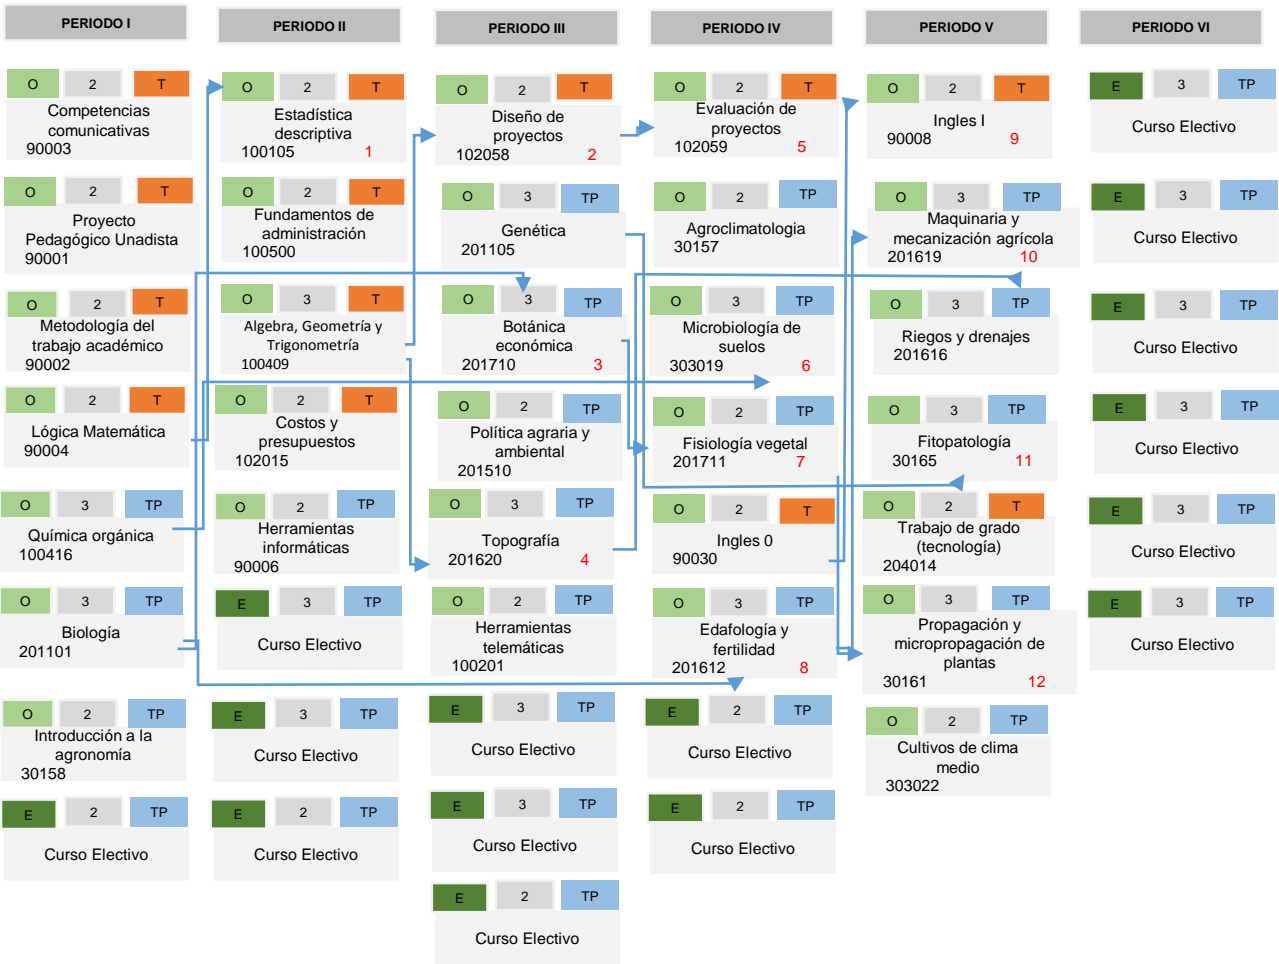 PERIODO I
PERIODO II
PERIODO III
PERIODO IV
PERIODO V
PERIODO VI
O 2 T
Competencias
comunicativas
90003
O 2 T
Proyecto
Pedagógico Unadista
90001
O 2 T
Metodología del
trabajo académico
90002
O 2 T
Lógica Matemática
90004
O 3 TP
Química orgánica
100416
O 3 TP
Biología
201101
O 2 TP
Introducción a la
agronomía
30158
E 2 TP
Curso Electivo
O 2 T
Estadística
descriptiva
100105 1
O 2 T
Fundamentos de
administración
100500
O 3 T
Algebra, Geometría y
Trigonometría
100409
O 2 T
Costos y
presupuestos
102015
O 2 TP
Herramientas
informáticas
90006
E 3 TP
Curso Electivo
E 3 TP
Curso Electivo
E 2 TP
Curso Electivo
O 2 T
Diseño de
proyectos
102058 2
O 3 TP
Genética
201105
O 3 TP
Botánica
económica
201710 3
O 2 TP
Política agraria y
ambiental
201510
O 3 TP
Topografía
201620 4
O 2 TP
Herramientas
telemáticas
100201
E 3 TP
Curso Electivo
E 3 TP
Curso Electivo
E 2 TP
Curso Electivo
O 2 T
Evaluación de
proyectos
102059 5
O 2 TP
Agroclimatologia
30157
O 3 TP
Microbiología de
suelos
303019 6
O 2 TP
Fisiología vegetal
201711 7
O 2 T
Ingles 0
90030
O 3 TP
Edafología y
fertilidad
201612 8
E 2 TP
Curso Electivo
E 2 TP
Curso Electivo
O 2 T
Ingles I
90008 9
O 3 TP
Maquinaria y
mecanización agrícola
201619 10
O 3 TP
Riegos y drenajes
201616
O 3 TP
Fitopatología
30165 11
O 2 T
Trabajo de grado
(tecnología)
204014
O 3 TP
Propagación y
micropropagación de
plantas
30161 12
O 2 TP
Cultivos de clima
medio
303022
E 3 TP
Curso Electivo
E 3 TP
Curso Electivo
E 3 TP
Curso Electivo
E 3 TP
Curso Electivo
E 3 TP
Curso Electivo
E 3 TP
Curso Electivo